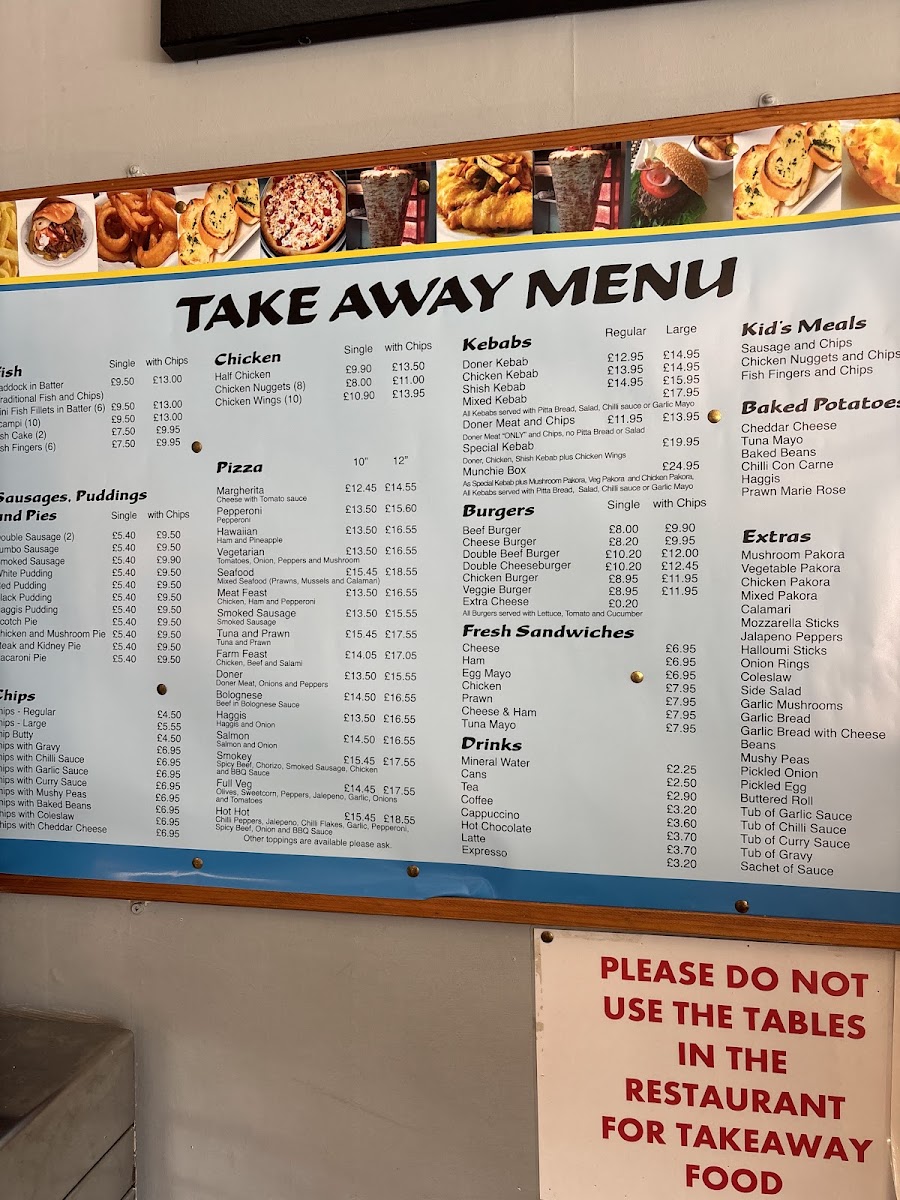 TAKE AWAY MENU
Single with Chips
in Batter £9.50 £13.00
and Chips)
Fish Fillets in Batter (6) £9.50 £13.00
(10) £9.50 £13.00
Cake (2) £7.50 £9.95
Fingers (6) £7.50 £9.95
Sausages, Puddings
and Pies Single with Chips
Sausage (2) £5.40 £9.50
Sausage £5.40 £9.50
Sausage £5.40 £9.90
Pudding £5.40 £9.50
Pudding £5.40 £9.50
Pudding £5.40 £9.50
Pudding £5.40 £9.50
Pie £5.40 £9.50
and Mushroom Pie £5.40 £9.50
and Kidney Pie £5.40 £9.50
Pie £5.40 £9.50
Chips
- Regular £4.50
- Large £5.55
Butty £4.50
with Gravy £6.95
with Chilli Sauce £6.95
with Garlic Sauce £6.95
with Curry Sauce £6.95
with Mushy Peas £6.95
with Baked Beans £6.95
with Coleslaw £6.95
with Cheddar Cheese £6.95
Chicken Single with Chips
Half Chicken £9.90 £13.50
Chicken Nuggets (8) £8.00 £11.00
Chicken Wings (10) £10.90 £13.95
Pizza 10" 12"
Margherita £12.45 £14.55
Cheese with Tomato sauce
Pepperoni £13.50 £15.60
Pepperoni
Hawaiian £13.50 £16.55
Ham and Pineapple
Vegetarian £13.50 £16.55
Tomatoes, Onion, Peppers and Mushroom
Seafood £15.45 £18.55
Mixed Seafood (Prawns, Mussels and Calamari)
Meat Feast £13.50 £16.55
Chicken, Ham and Pepperoni
Smoked Sausage £13.50 £15.55
Smoked Sausage
Tuna and Prawn £15.45 £17.55
Tuna and Prawn
Farm Feast £14.05 £17.05
Chicken, Beef and Salami
Doner £13.50 £15.55
Doner Meat, Onions and Peppers
Bolognese £14.50 £16.55
Beef in Bolognese Sauce
Haggis £13.50 £16.55
Haggis and Onion
Salmon £14.50 £16.55
Salmon and Onion
Smokey £15.45 £17.55
Spicy Beef, Chorizo, Smoked Sausage, Chicken
and BBQ Sauce
Full Veg £14.45 £17.55
Olives, Sweetcorn, Peppers, Jalepeno, Garlic, Onions
and Tomatoes
Hot Hot £15.45 £18.55
Chilli Peppers, Jalepeno, Chilli Flakes, Garlic, Pepperoni,
Spicy Beef, Onion and BBQ Sauce
Other toppings are available please ask.
Kebabs Regular Large
Doner Kebab £12.95 £14.95
Chicken Kebab £13.95 £14.95
Shish Kebab £14.95 £15.95
Mixed Kebab £17.95
All Kebabs served with Pitta Bread, Salad, Chilli sauce or Garlic Mayo
Doner Meat and Chips £11.95 £13.95
Doner Meat "ONLY" and Chips, no Pitta Bread or Salad
Special Kebab £19.95
Doner, Chicken, Shish Kebab plus Chicken Wings
Munchie Box £24.95
As Special Kebab plus Mushroom Pakora, Veg Pakora and Chicken Pakora,
All Kebabs served with Pitta Bread, Salad, Chilli sauce or Garlic Mayo
Burgers Single with Chips
Beef Burger £8.00 £9.90
Cheese Burger £8.20 £9.95
Double Beef Burger £10.20 £12.00
Double Cheeseburger £10.20 £12.45
Chicken Burger £8.95 £11.95
Veggie Burger £8.95 £11.95
Extra Cheese £0.20
All Burgers served with Lettuce, Tomato and Cucumber
Fresh Sandwiches
Cheese £6.95
Ham £6.95
Egg Mayo £6.95
Chicken £7.95
Prawn £7.95
Cheese & Ham £7.95
Tuna Mayo £7.95
Drinks
Mineral Water £2.25
Cans £2.50
Tea £2.90
Coffee £3.20
Cappuccino £3.60
Hot Chocolate £3.70
Latte £3.70
Expresso £3.20
Kid's Meals
Sausage and Chips
Chicken Nuggets and Chips
Fish Fingers and Chips
Baked Potatoes
Cheddar Cheese
Tuna Mayo
Baked Beans
Chilli Con Carne
Haggis
Prawn Marie Rose
Extras
Mushroom Pakora
Vegetable Pakora
Chicken Pakora
Mixed Pakora
Calamari
Mozzarella Sticks
Jalapeno Peppers
Halloumi Sticks
Onion Rings
Coleslaw
Side Salad
Garlic Mushrooms
Garlic Bread
Garlic Bread with Cheese
Beans
Mushy Peas
Pickled Onion
Pickled Egg
Buttered Roll
Tub of Garlic Sauce
Tub of Chilli Sauce
Tub of Curry Sauce
Tub of Gravy
Sachet of Sauce
PLEASE DO NOT
USE THE TABLES
IN THE
RESTAURANT
FOR TAKEAWAY
FOOD